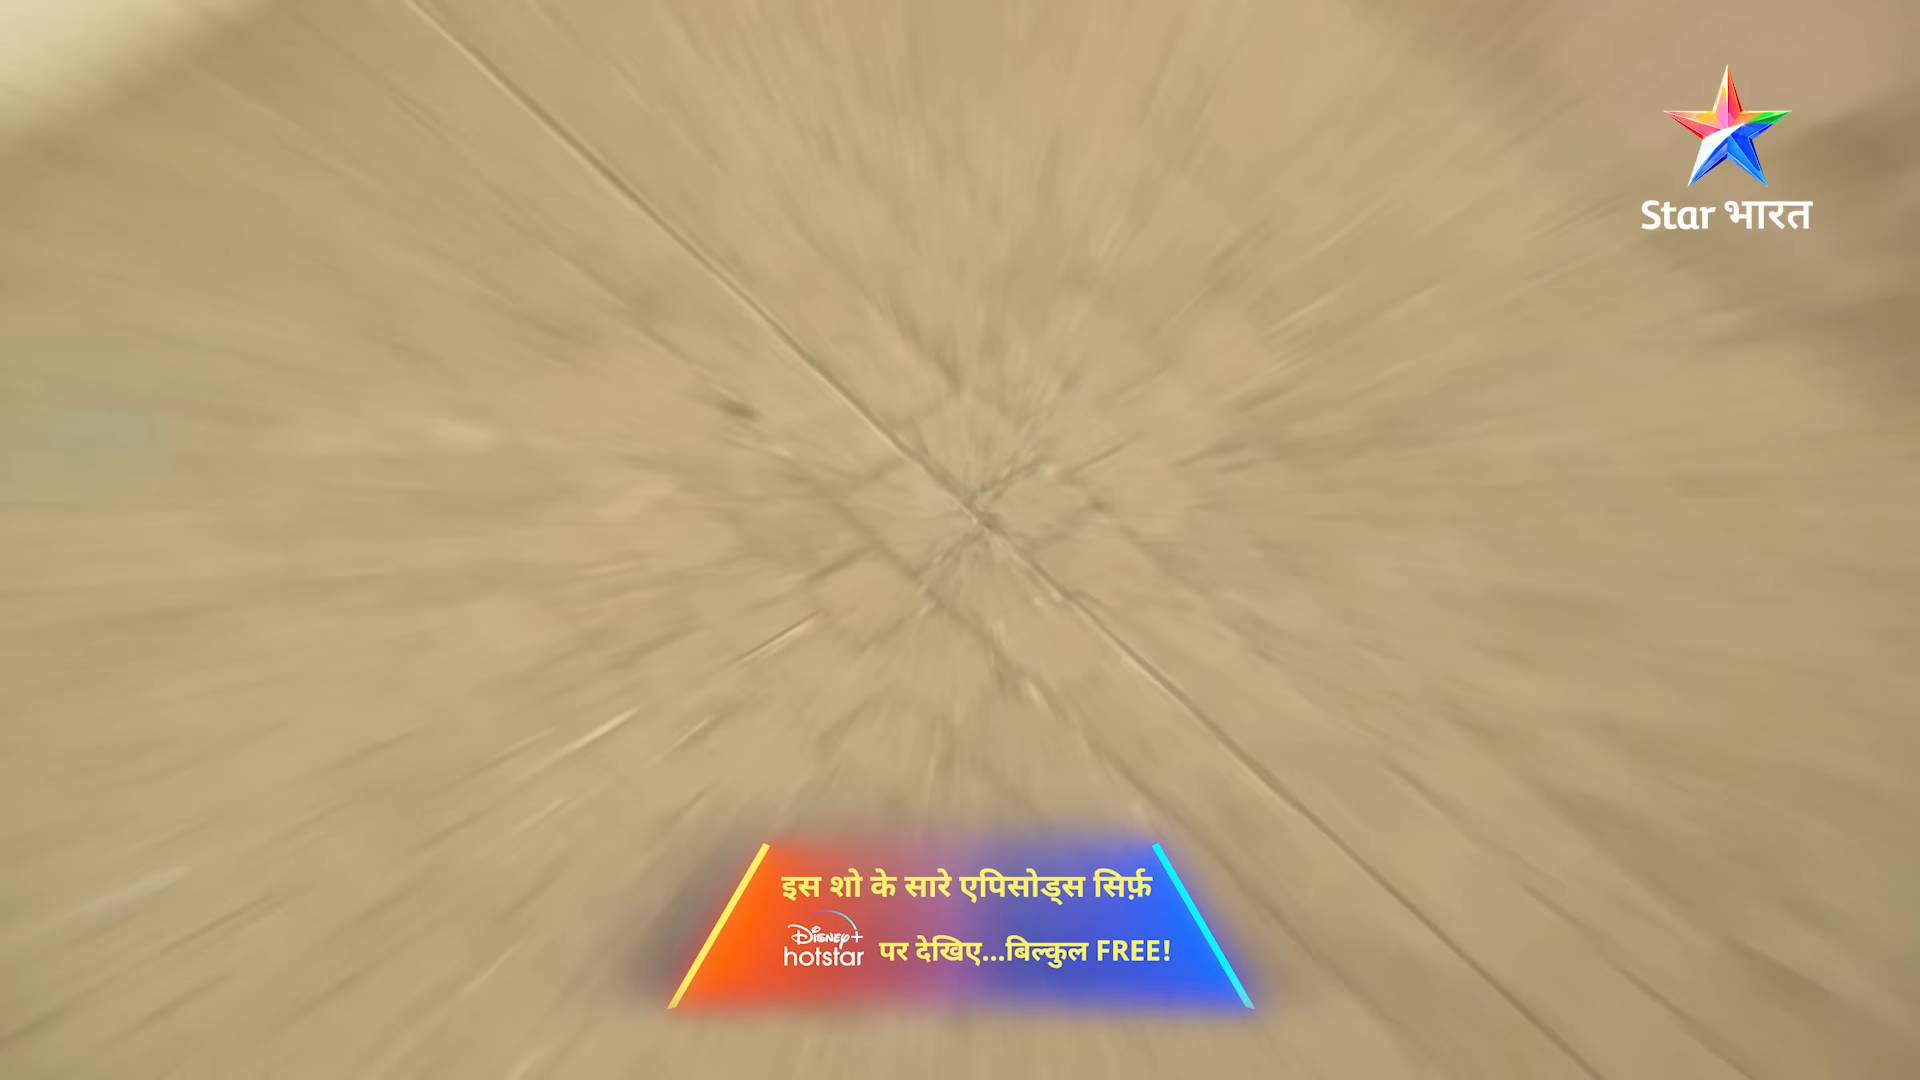 Star भारत
इस शो के सारे एपिसोड्स सिर्फ़
Disney+ hotstar पर देखिए...बिल्कुल FREE!